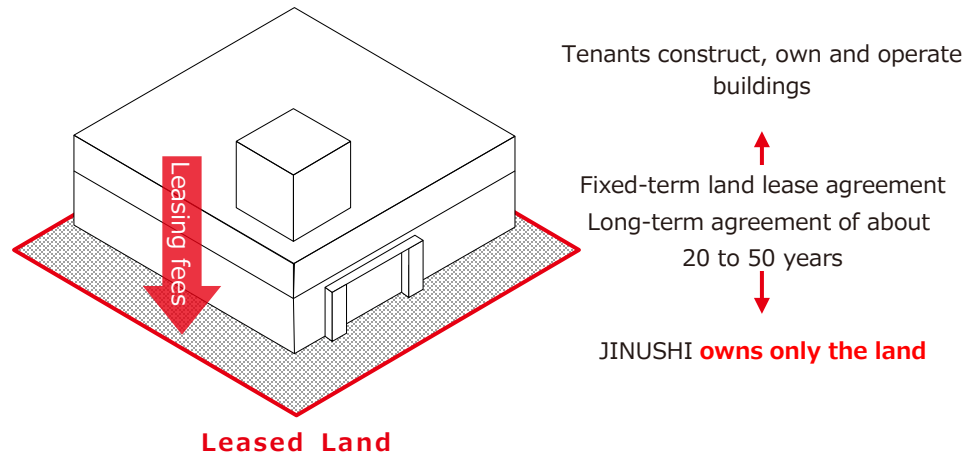 Tenants construct, own and operate
buildings
Leasing fees
Fixed-term land lease agreement
Long-term agreement of about
20 to 50 years
JINUSHI owns only the land
Leased Land